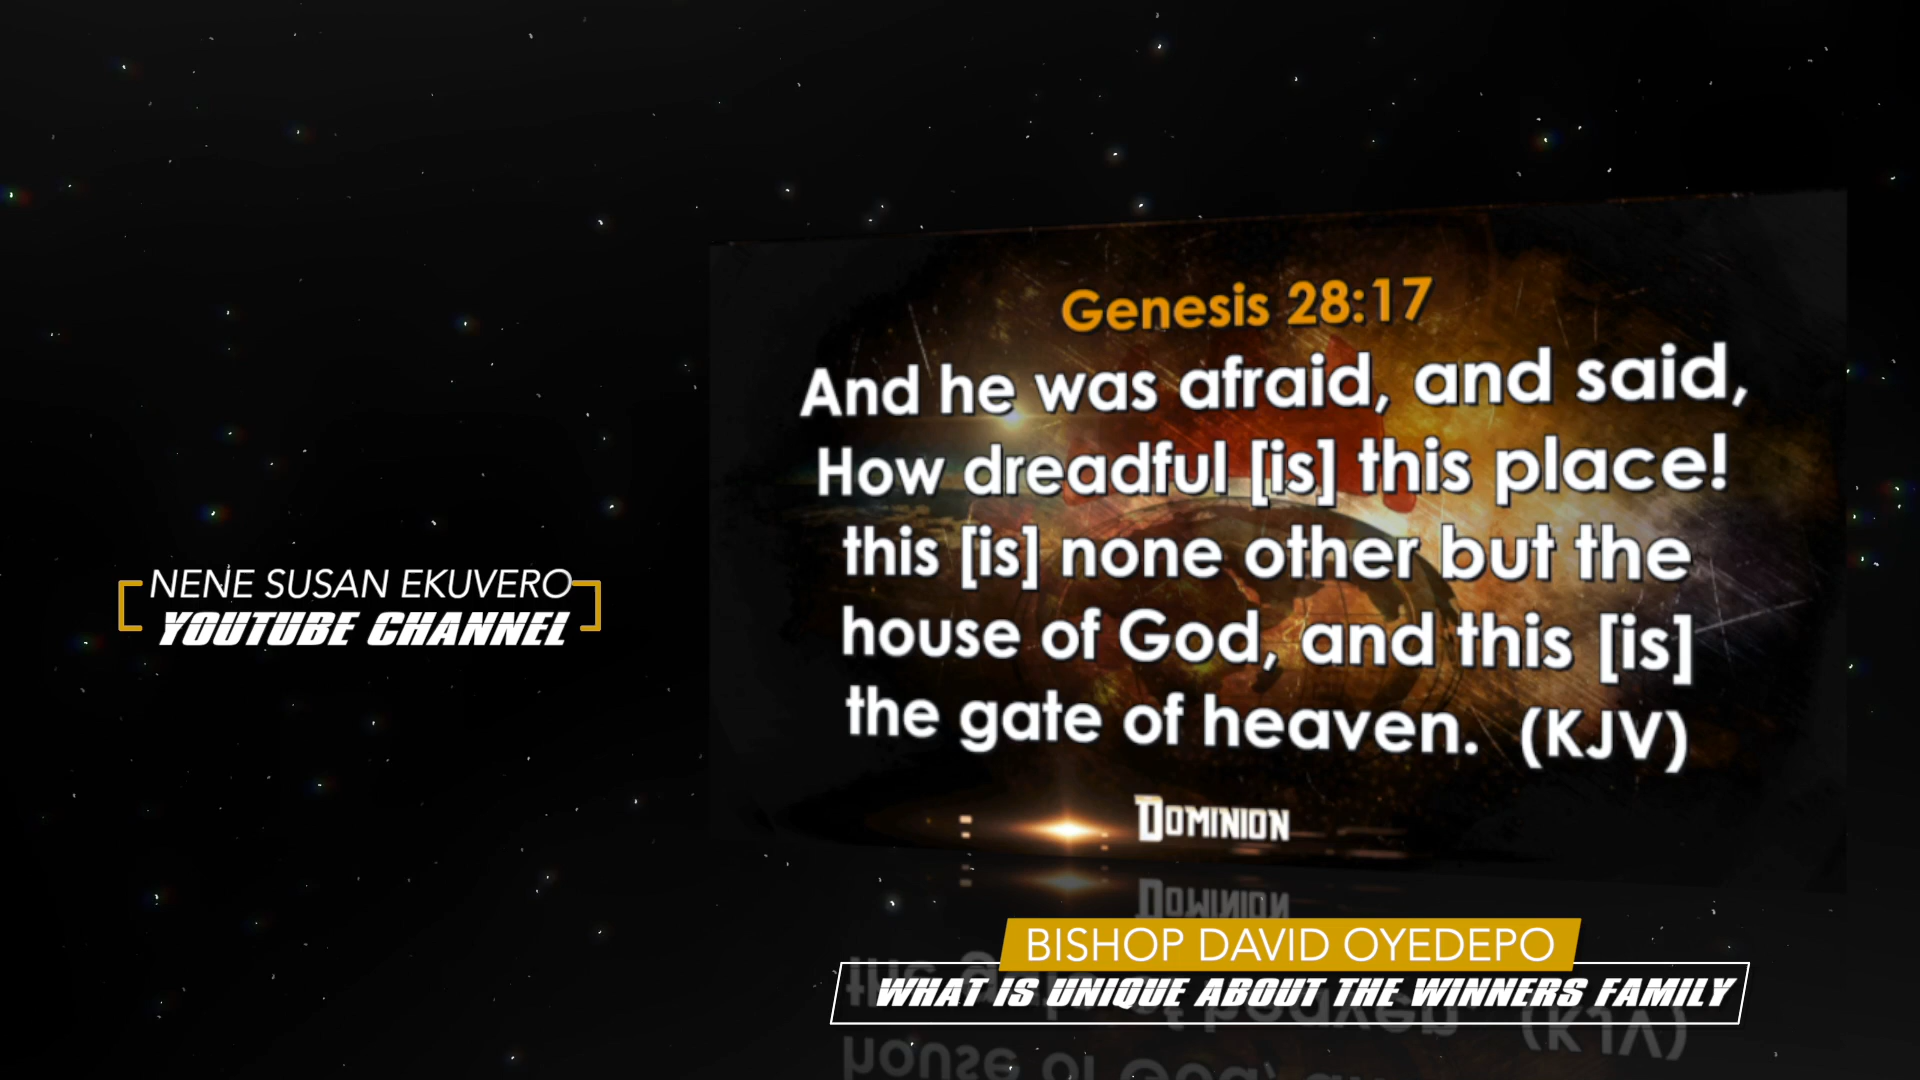 NENE SUSAN EKUVERO
YOUTUBE CHANNEL
Genesis 28:17
And he was afraid, and said,
How dreadful [is] this place!
this [is] none other but the
house of God, and this [is]
the gate of heaven. (KJV)
DOMINION
BISHOP DAVID OYEDEPO
WHAT IS UNIQUE ABOUT THE WINNERS FAMILY